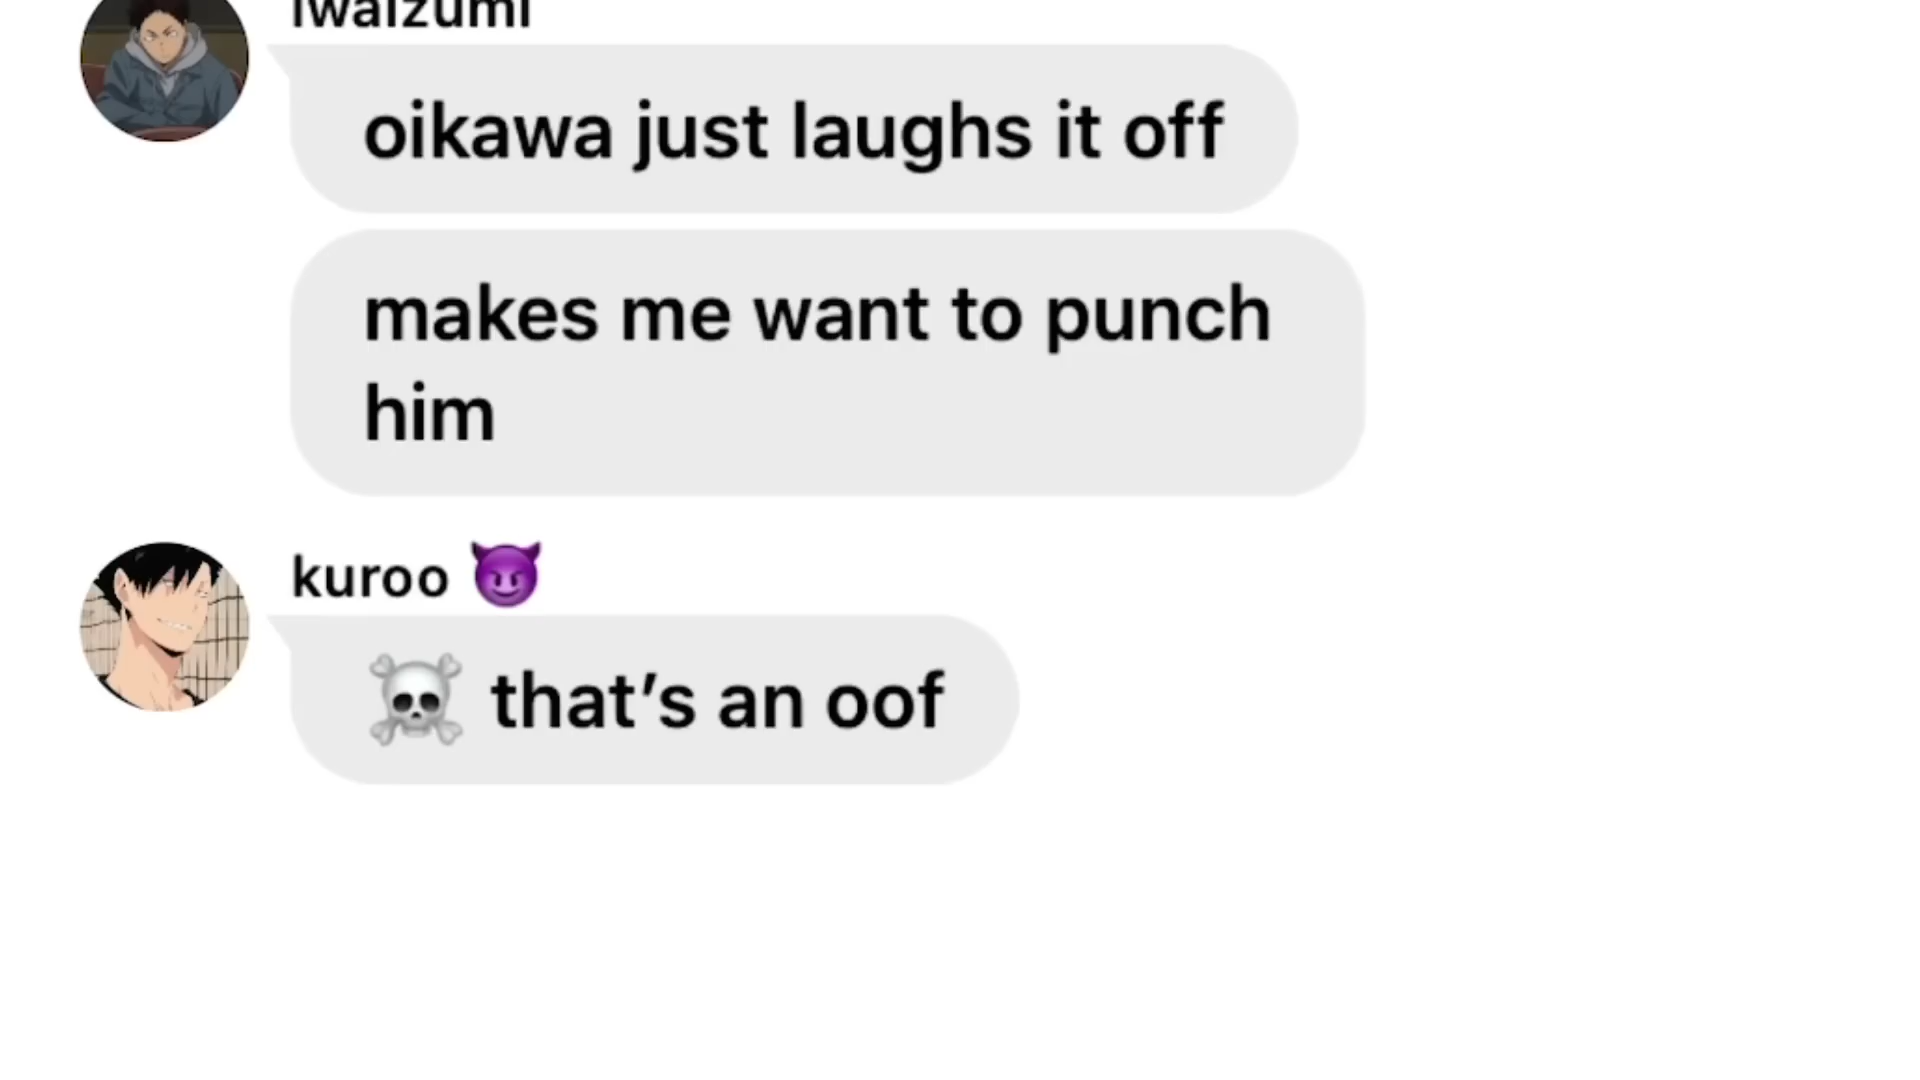 iwaizumi
oikawa just laughs it off
makes me want to punch
him
kuroo 😈
☠️ that’s an oof